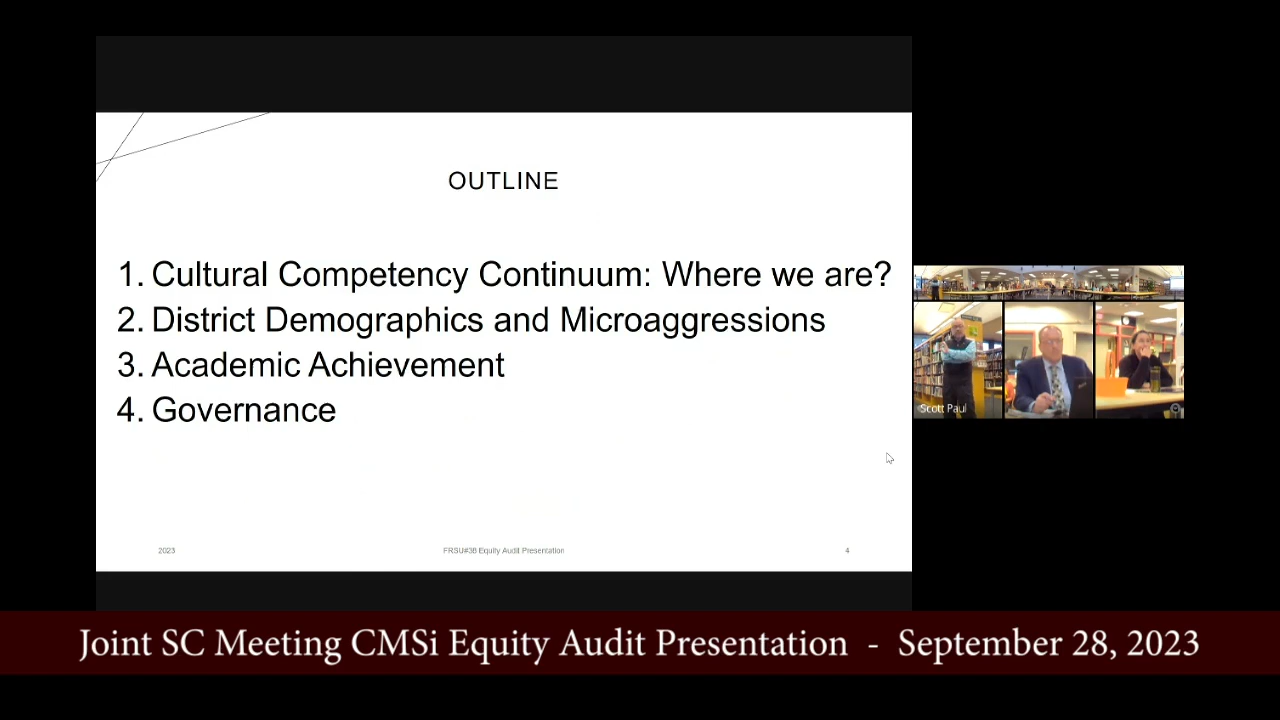 OUTLINE
1. Cultural Competency Continuum: Where we are?
2. District Demographics and Microaggressions
3. Academic Achievement
4. Governance
2023
FRSU#38 Equity Audit Presentation
4
Scott Paul
Joint SC Meeting CMSi Equity Audit Presentation - September 28, 2023